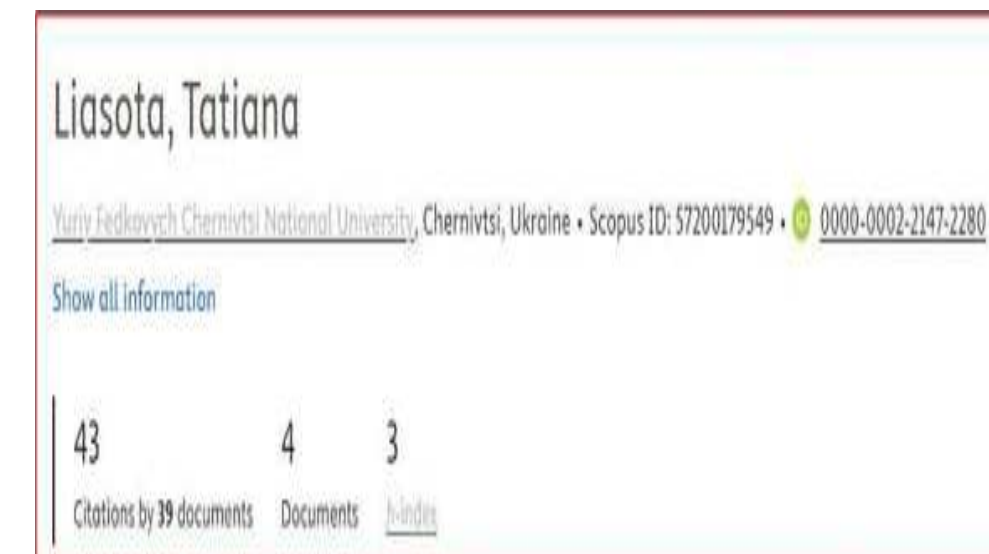 Liasota, Tatiana
Yuriy Fedkovych Chernivtsi National University, Chernivtsi, Ukraine • Scopus ID: 57200179549 • 0000-0002-2147-2280
Show all information
43 4 3
Citations by 39 documents Documents h-index